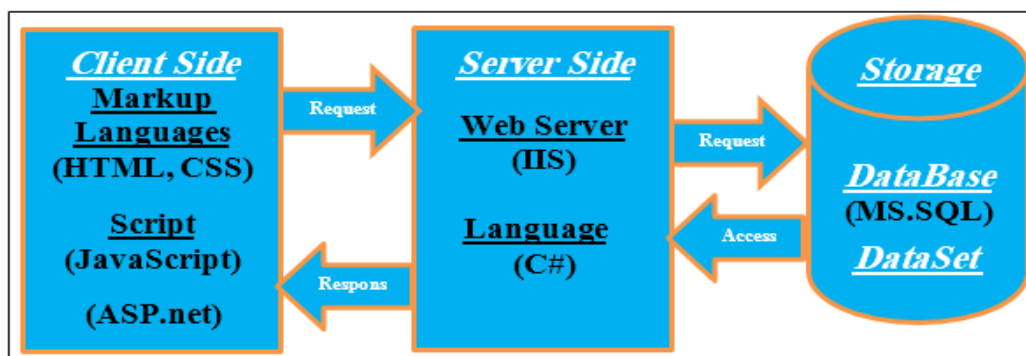 Client Side
Markup
Languages
(HTML, CSS)
Script
(JavaScript)
(ASP.net)
Request
Respons
Server Side
Web Server
(IIS)
Language
(C#)
Request
Access
Storage
DataBase
(MS.SQL)
DataSet